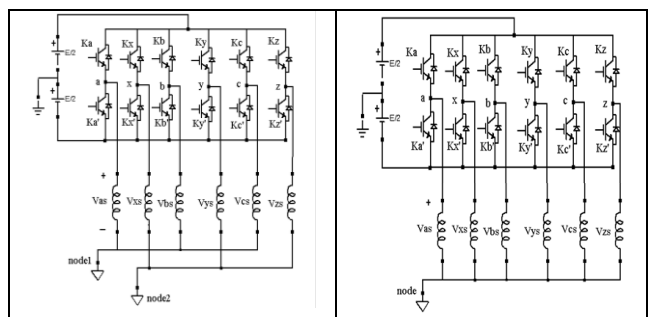 Ka Kx Kb Ky Kc Kz
+
E/2
a x b y c z
+
E/2
Ka' Kx' Kb' Ky' Kc' Kz'
+
Vas Vxs Vbs Vys Vcs Vzs
−
node1
node2
Ka Kx Kb Ky Kc Kz
+
E/2
a x b y c z
+
E/2
Ka' Kx' Kb' Ky' Kc' Kz'
+
Vas Vxs Vbs Vys Vcs Vzs
node